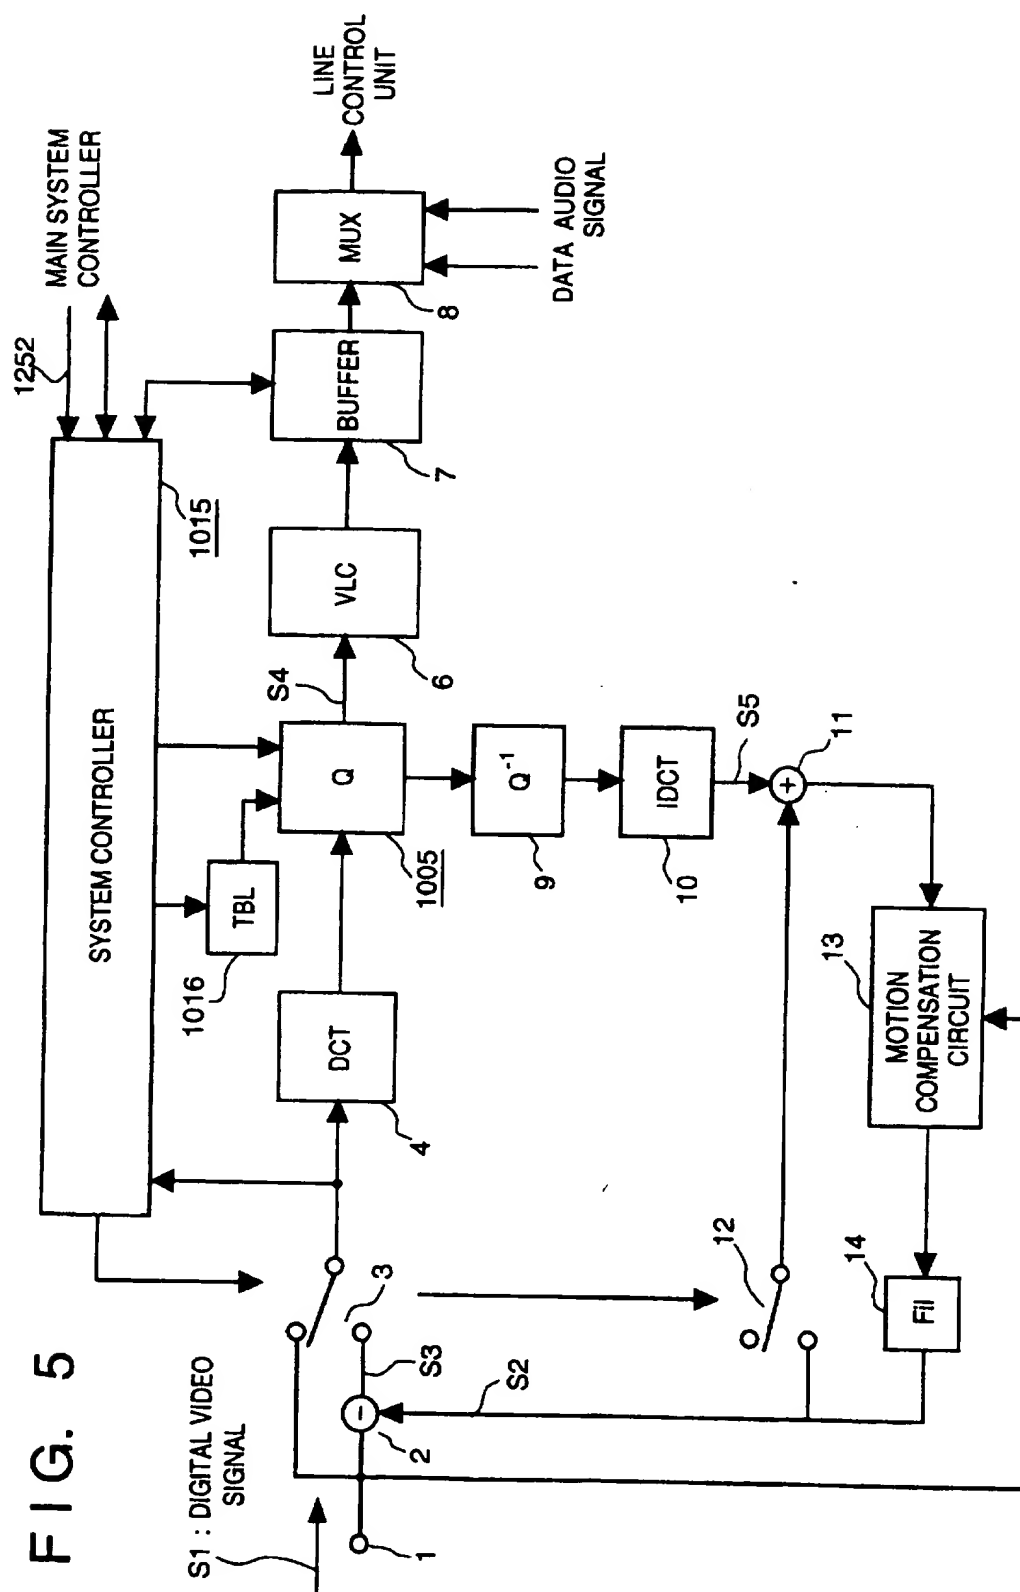 FIG. 5
S1 : DIGITAL VIDEO
SIGNAL
1
2
S3
S2
3
4
DCT
SYSTEM CONTROLLER
1015
1252
MAIN SYSTEM
CONTROLLER
TBL
1016
Q
1005
S4
VLC
6
BUFFER
7
MUX
8
LINE
CONTROL
UNIT
DATA AUDIO
SIGNAL
Q-1
9
IDCT
10
S5
+
11
12
MOTION
COMPENSATION
CIRCUIT
13
Fil
14